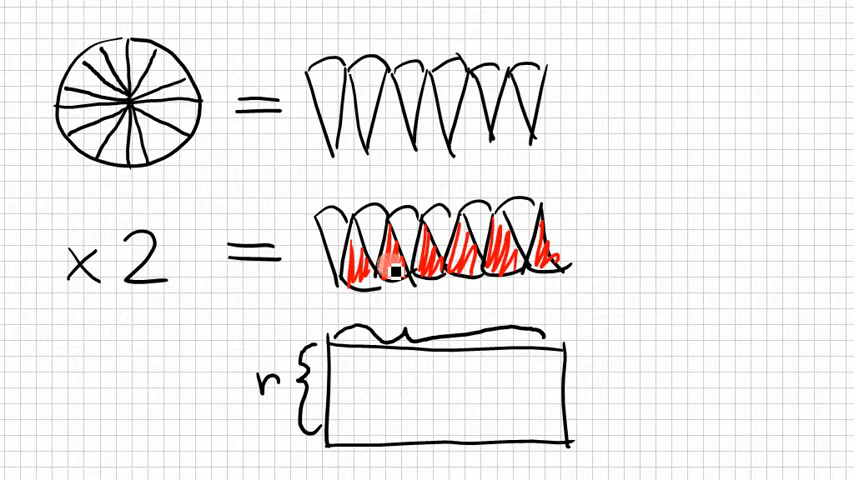 =
x 2 =
r {